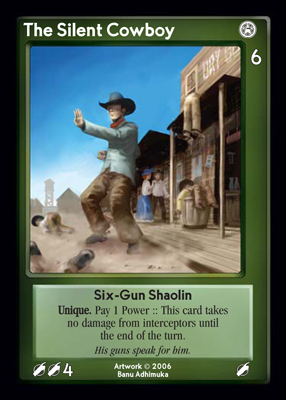 The Silent Cowboy
6
JAY
Six-Gun Shaolin
Unique. Pay 1 Power :: This card takes
no damage from interceptors until
the end of the turn.
His guns speak for him.
4
Artwork © 2006
Banu Adhimuka